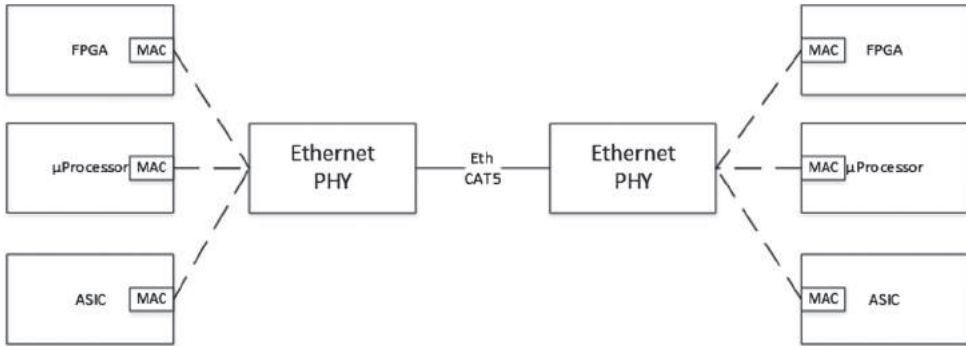 FPGA MAC
MAC FPGA
Ethernet
PHY
Eth
CAT5
Ethernet
PHY
µProcessor MAC
MAC µProcessor
ASIC MAC
MAC ASIC